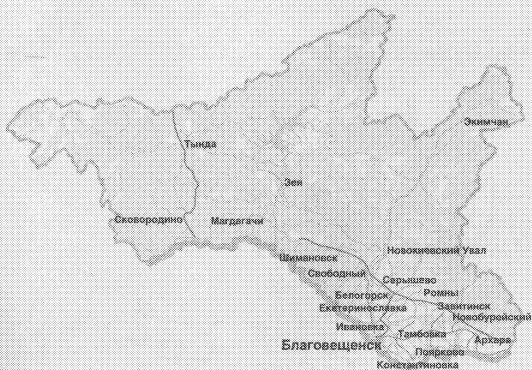 Экимчан
Тында
Зея
Сковородино
Магдагачи
Новокиевский Увал
Шимановск
Свободный
Серышево
Ромны
Белогорск
Завитинск
Екатеринославка
Новобурейский
Ивановка
Тамбовка
Архара
Благовещенск
Поярково
Константиновка